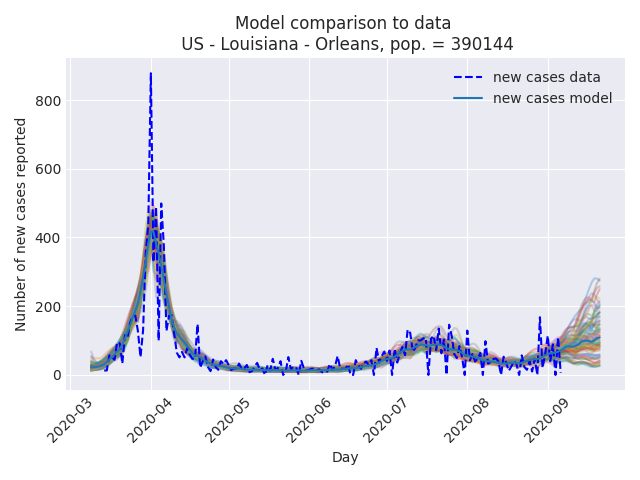 Model comparison to data
US - Louisiana - Orleans, pop. = 390144
new cases data
new cases model
Number of new cases reported
800
600
400
200
0
2020-03
2020-04
2020-05
2020-06
2020-07
2020-08
2020-09
Day